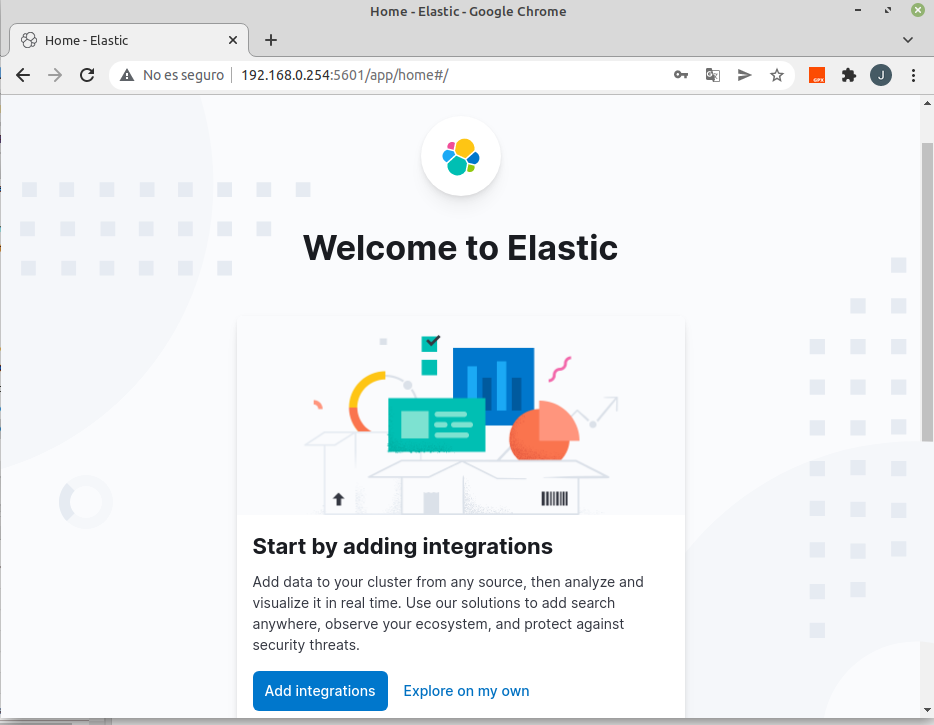 Home - Elastic - Google Chrome
Home - Elastic
No es seguro 192.168.0.254:5601/app/home#/
GPX
J
Welcome to Elastic
Start by adding integrations
Add data to your cluster from any source, then analyze and
visualize it in real time. Use our solutions to add search
anywhere, observe your ecosystem, and protect against
security threats.
Add integrations Explore on my own